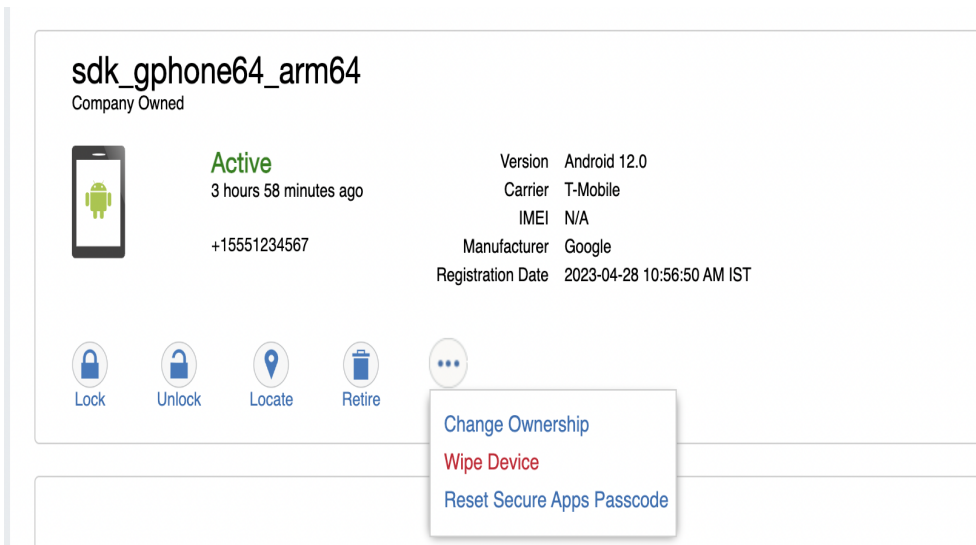 sdk_gphone64_arm64
Company Owned
Active
3 hours 58 minutes ago
+15551234567
Version Android 12.0
Carrier T-Mobile
IMEI N/A
Manufacturer Google
Registration Date 2023-04-28 10:56:50 AM IST
Lock Unlock Locate Retire
Change Ownership
Wipe Device
Reset Secure Apps Passcode